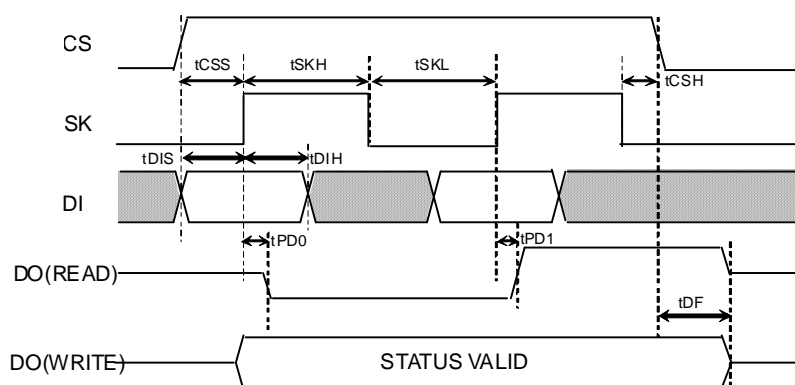 CS
tCSS tSKH tSKL tCSH
SK
tDIS tDIH
DI
tPD0 tPD1
DO(READ)
tDF
DO(WRITE) STATUS VALID